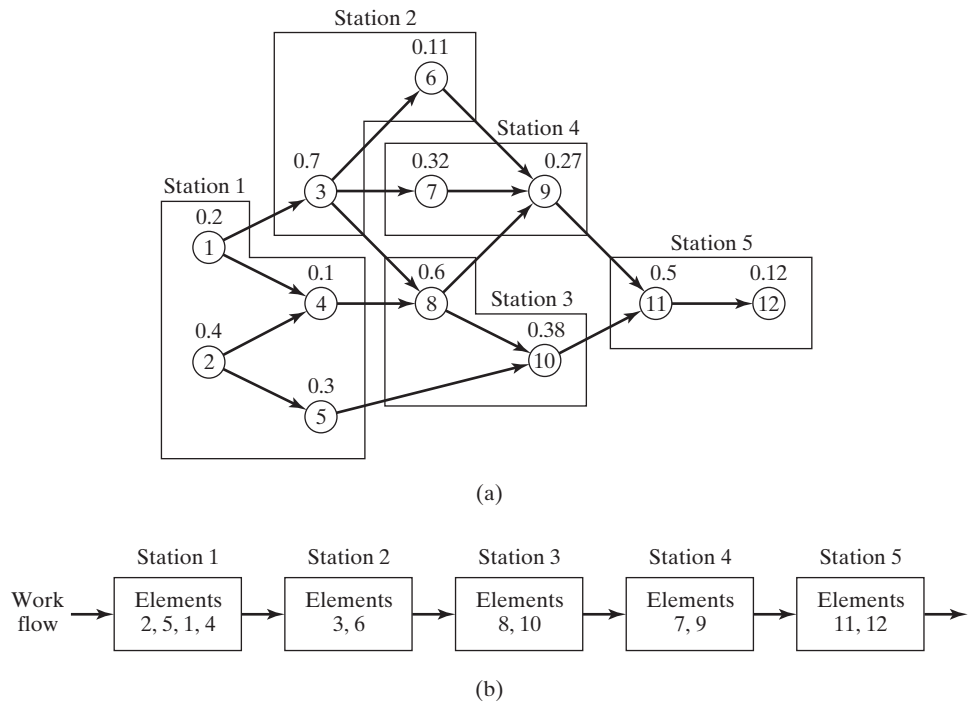 Station 2
0.11
6
Station 4
0.7
0.32
0.27
3
7
9
Station 1
0.2
1
Station 5
0.1
0.6
0.5
0.12
4
8
Station 3
11
12
0.4
0.38
2
10
0.3
5
(a)
Station 1
Station 2
Station 3
Station 4
Station 5
Work
flow
Elements
2, 5, 1, 4
Elements
3, 6
Elements
8, 10
Elements
7, 9
Elements
11, 12
(b)